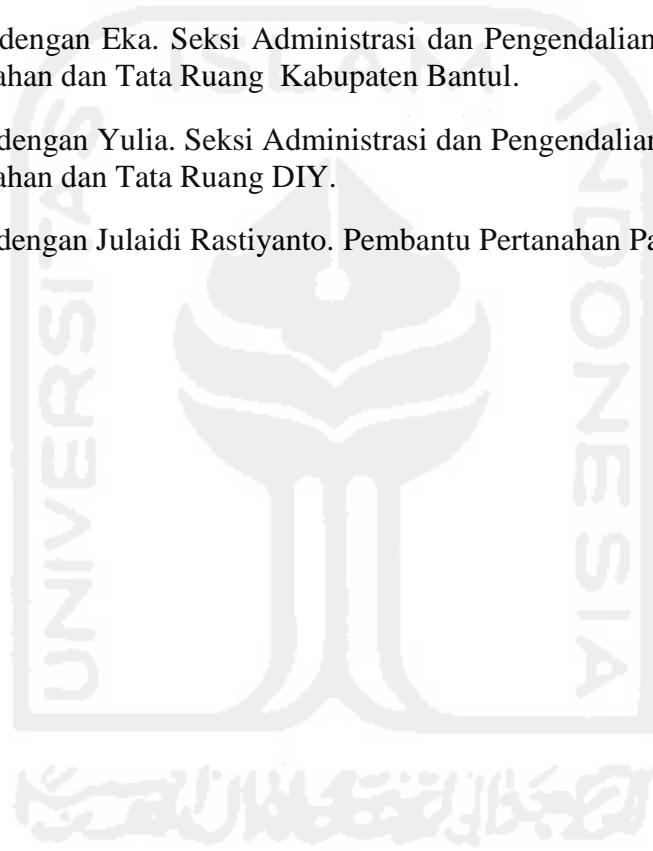 dengan Eka. Seksi Administrasi dan Pengendalian
ahan dan Tata Ruang Kabupaten Bantul.
dengan Yulia. Seksi Administrasi dan Pengendalian
ahan dan Tata Ruang DIY.
dengan Julaidi Rastiyanto. Pembantu Pertanahan Pa
ISLAM
UNIVERSITAS
INDONESIA